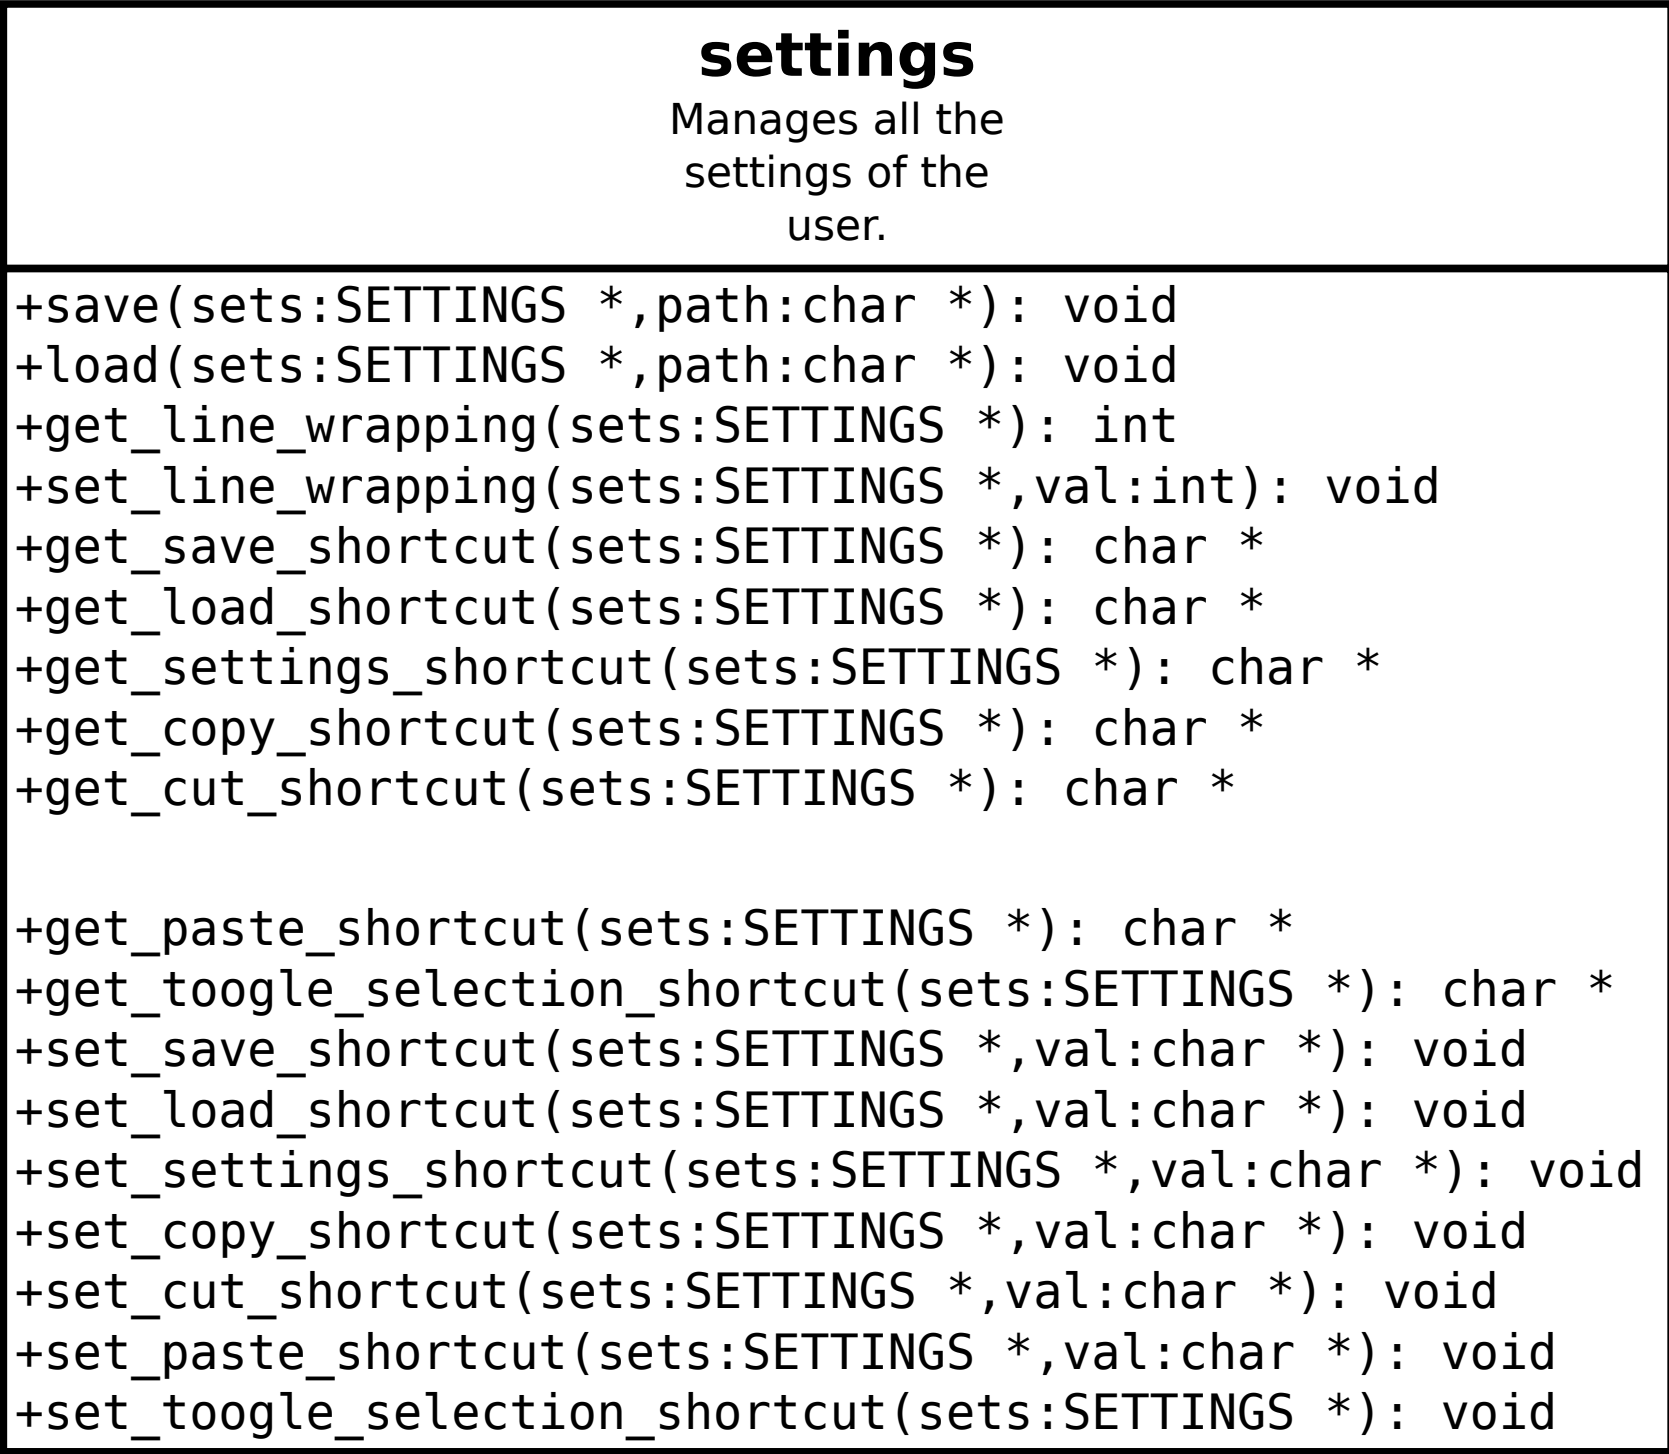 settings
Manages all the
settings of the
user.
+save(sets:SETTINGS *,path:char *): void
+load(sets:SETTINGS *,path:char *): void
+get_line_wrapping(sets:SETTINGS *): int
+set_line_wrapping(sets:SETTINGS *,val:int): void
+get_save_shortcut(sets:SETTINGS *): char *
+get_load_shortcut(sets:SETTINGS *): char *
+get_settings_shortcut(sets:SETTINGS *): char *
+get_copy_shortcut(sets:SETTINGS *): char *
+get_cut_shortcut(sets:SETTINGS *): char *
+get_paste_shortcut(sets:SETTINGS *): char *
+get_toogle_selection_shortcut(sets:SETTINGS *): char *
+set_save_shortcut(sets:SETTINGS *,val:char *): void
+set_load_shortcut(sets:SETTINGS *,val:char *): void
+set_settings_shortcut(sets:SETTINGS *,val:char *): void
+set_copy_shortcut(sets:SETTINGS *,val:char *): void
+set_cut_shortcut(sets:SETTINGS *,val:char *): void
+set_paste_shortcut(sets:SETTINGS *,val:char *): void
+set_toogle_selection_shortcut(sets:SETTINGS *): void